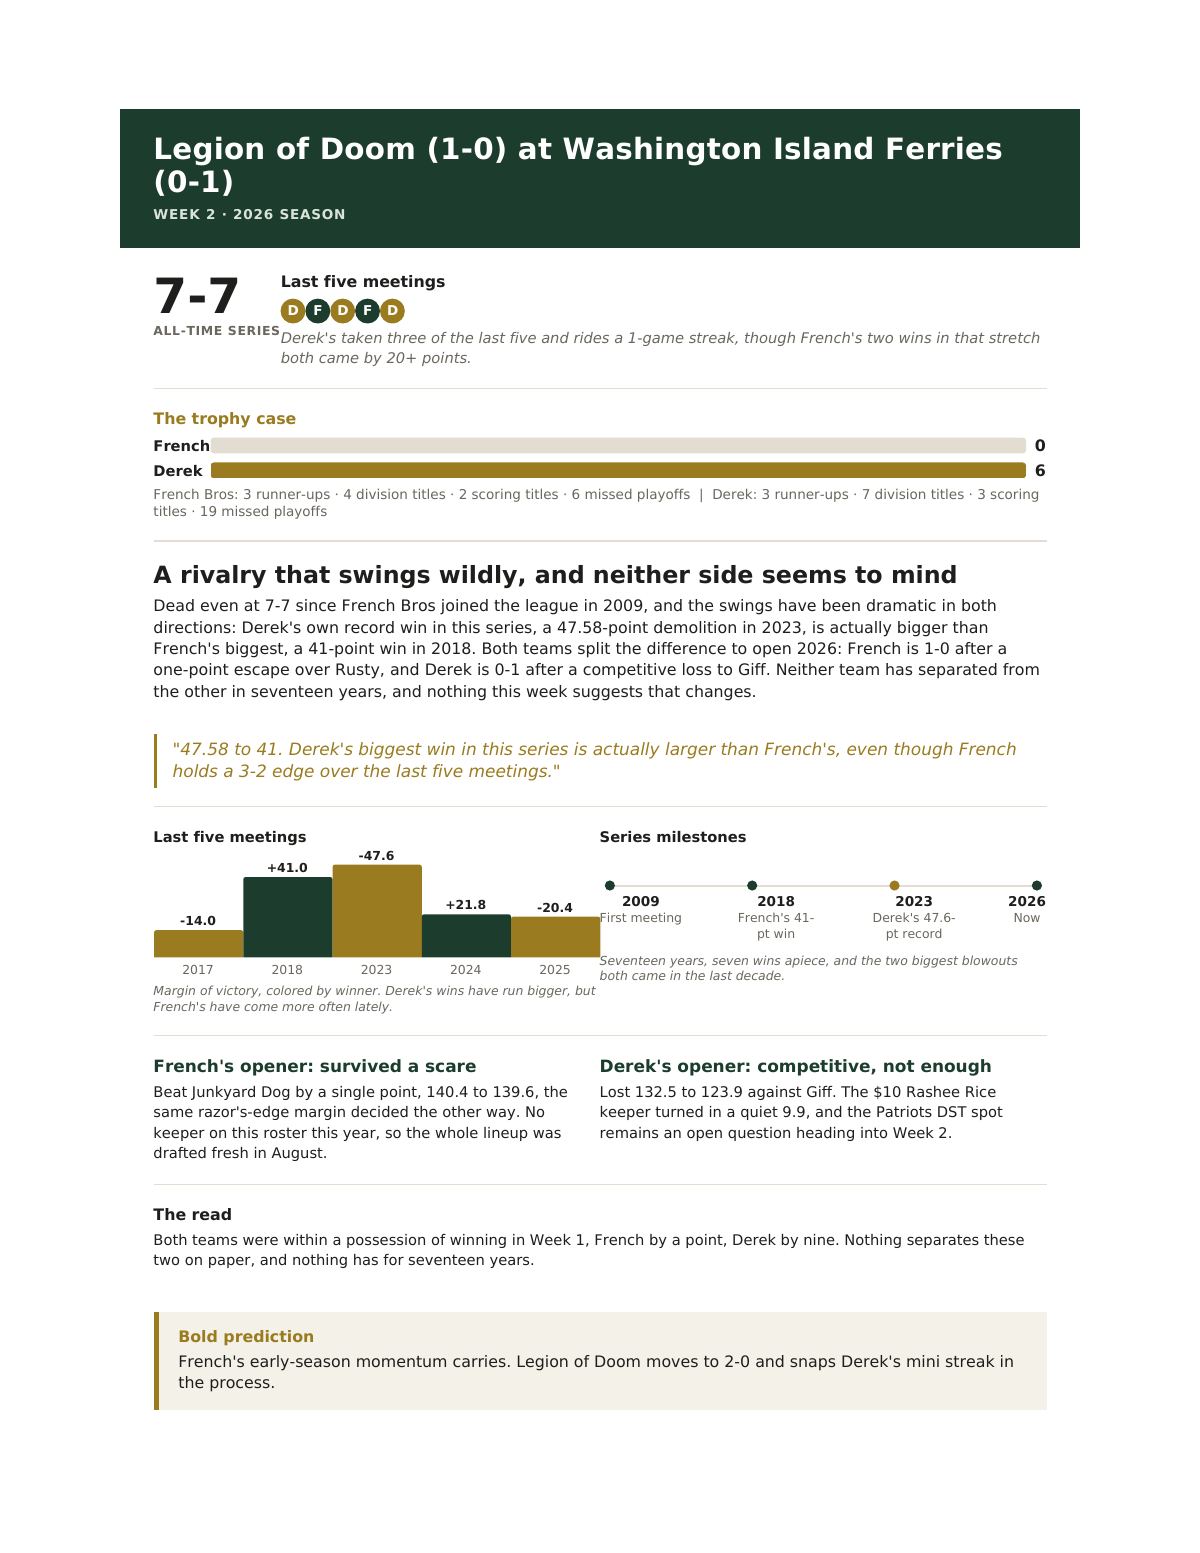 Legion of Doom (1-0) at Washington Island Ferries
(0-1)
WEEK 2 · 2026 SEASON
7-7
ALL-TIME SERIES
Last five meetings
D F D F D
Derek's taken three of the last five and rides a 1-game streak, though French's two wins in that stretch
both came by 20+ points.
The trophy case
French 0
Derek 6
French Bros: 3 runner-ups · 4 division titles · 2 scoring titles · 6 missed playoffs | Derek: 3 runner-ups · 7 division titles · 3 scoring
titles · 19 missed playoffs
A rivalry that swings wildly, and neither side seems to mind
Dead even at 7-7 since French Bros joined the league in 2009, and the swings have been dramatic in both
directions: Derek's own record win in this series, a 47.58-point demolition in 2023, is actually bigger than
French's biggest, a 41-point win in 2018. Both teams split the difference to open 2026: French is 1-0 after a
one-point escape over Rusty, and Derek is 0-1 after a competitive loss to Giff. Neither team has separated from
the other in seventeen years, and nothing this week suggests that changes.
"47.58 to 41. Derek's biggest win in this series is actually larger than French's, even though French
holds a 3-2 edge over the last five meetings."
Last five meetings
-14.0 +41.0 -47.6 +21.8 -20.4
2017 2018 2023 2024 2025
Margin of victory, colored by winner. Derek's wins have run bigger, but
French's have come more often lately.
Series milestones
2009 2018 2023 2026
First meeting French's 41- Derek's 47.6- Now
pt win pt record
Seventeen years, seven wins apiece, and the two biggest blowouts
both came in the last decade.
French's opener: survived a scare
Beat Junkyard Dog by a single point, 140.4 to 139.6, the
same razor's-edge margin decided the other way. No
keeper on this roster this year, so the whole lineup was
drafted fresh in August.
Derek's opener: competitive, not enough
Lost 132.5 to 123.9 against Giff. The $10 Rashee Rice
keeper turned in a quiet 9.9, and the Patriots DST spot
remains an open question heading into Week 2.
The read
Both teams were within a possession of winning in Week 1, French by a point, Derek by nine. Nothing separates these
two on paper, and nothing has for seventeen years.
Bold prediction
French's early-season momentum carries. Legion of Doom moves to 2-0 and snaps Derek's mini streak in
the process.